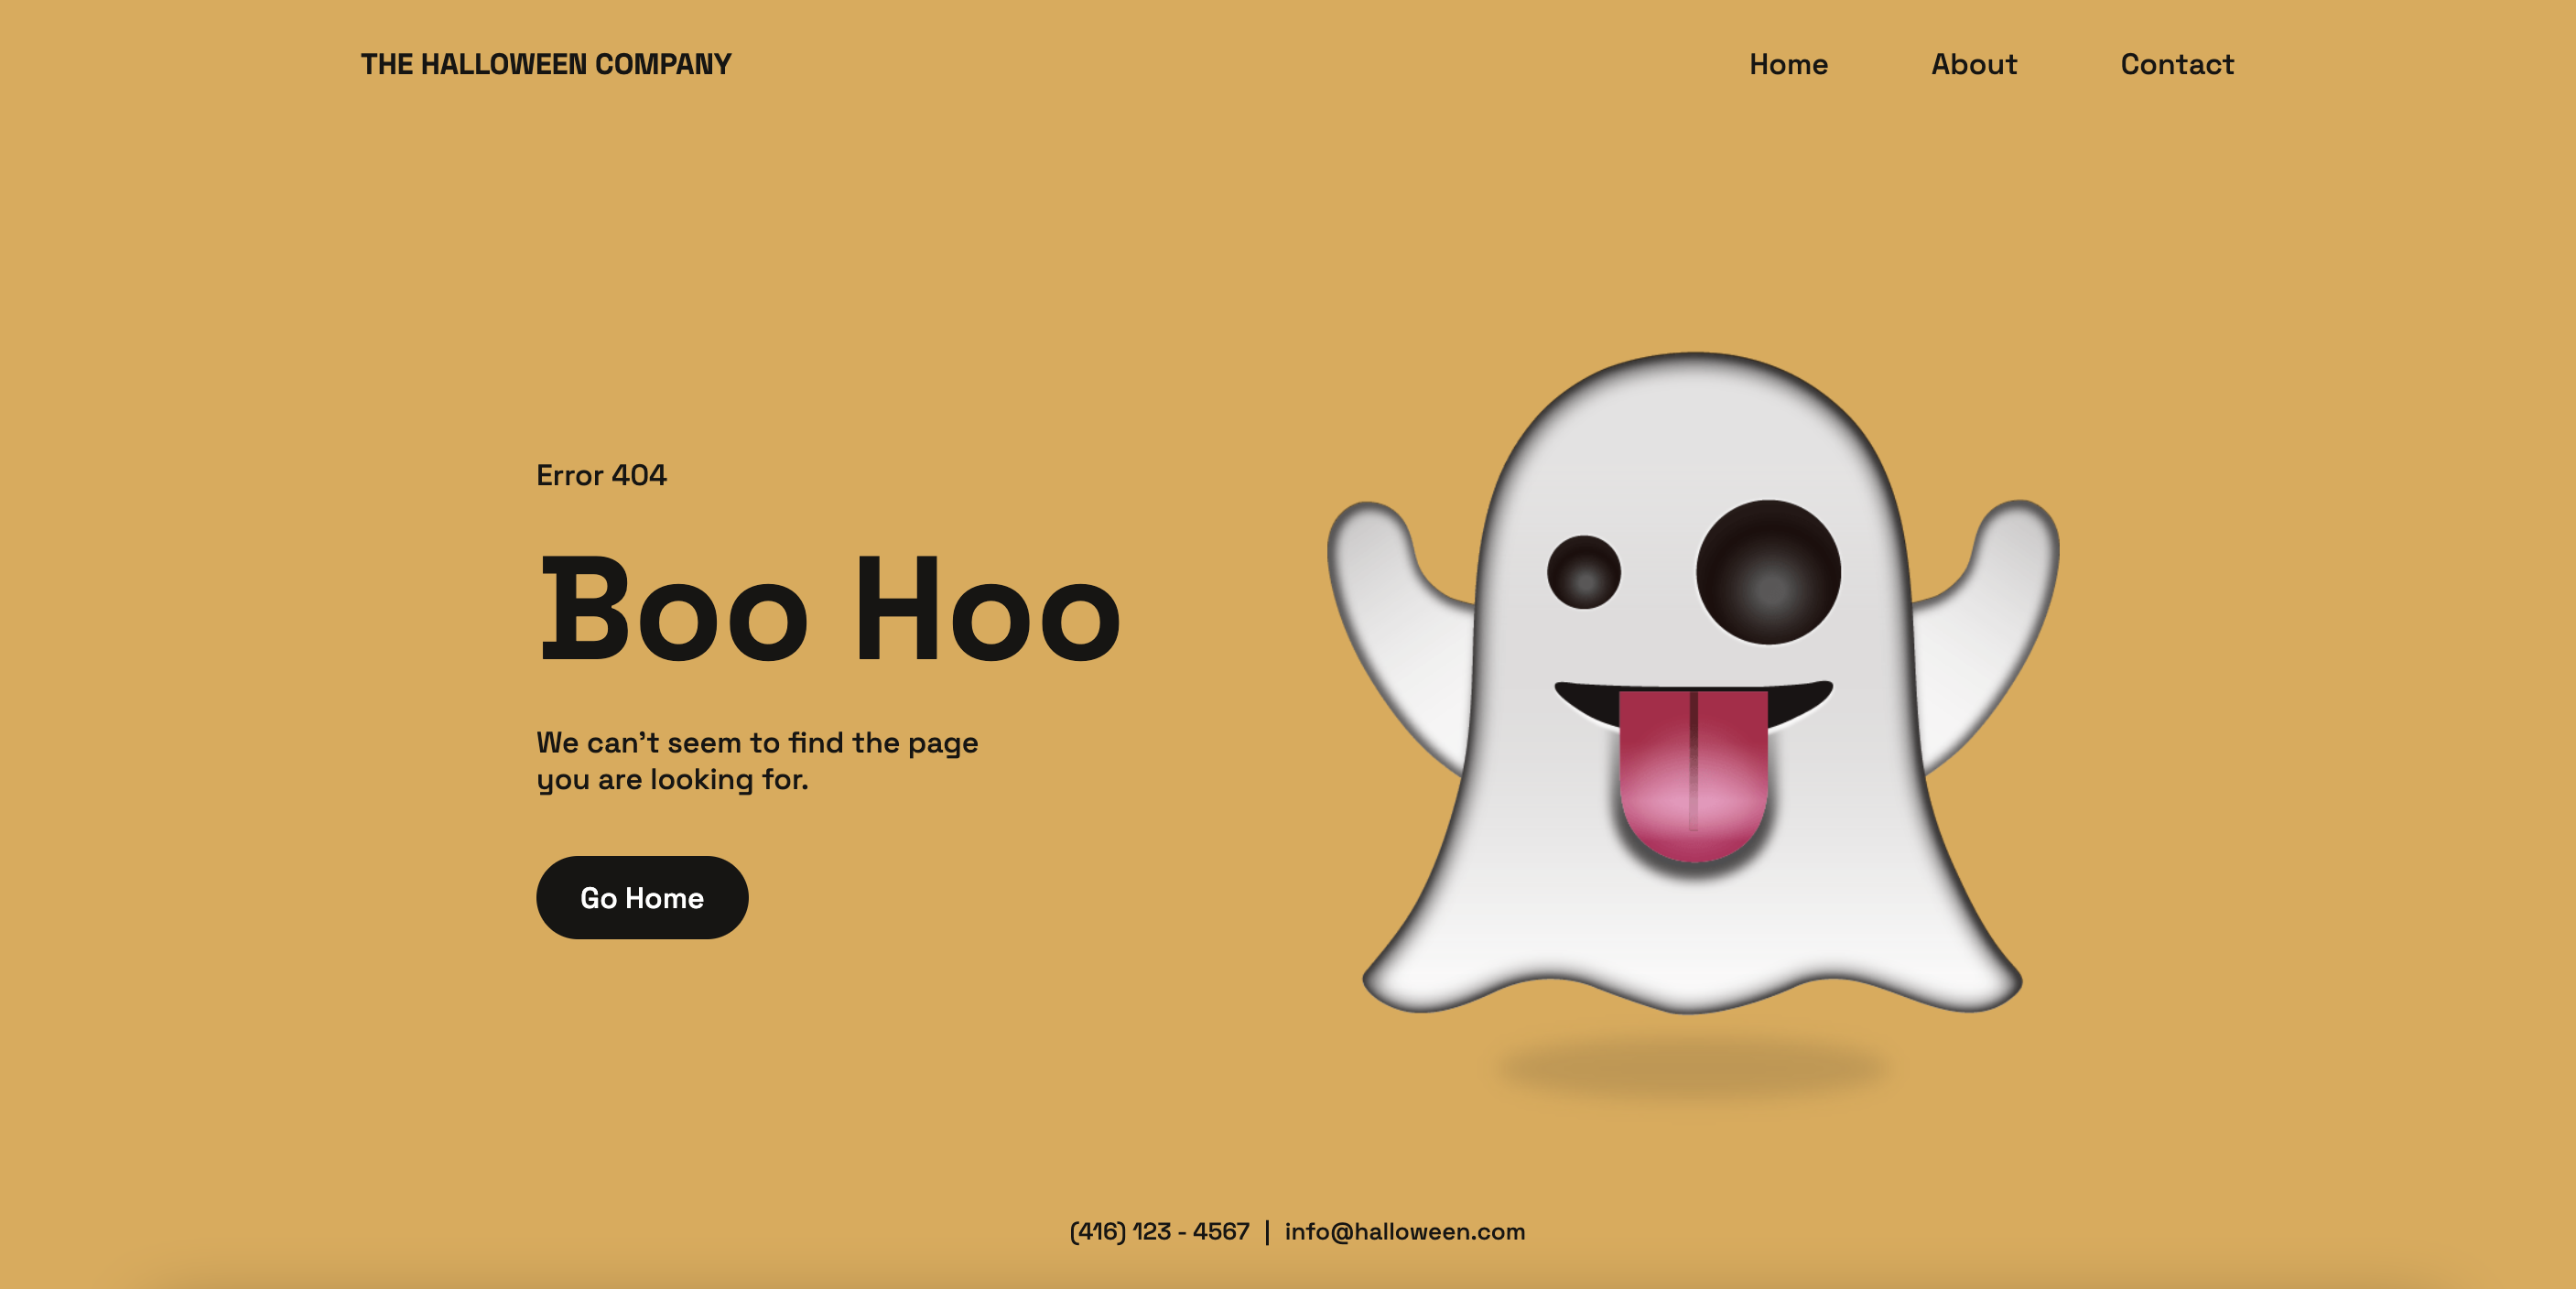 THE HALLOWEEN COMPANY
Home About Contact
Error 404
Boo Hoo
We can't seem to find the page
you are looking for.
Go Home
(416) 123 - 4567 | info@halloween.com